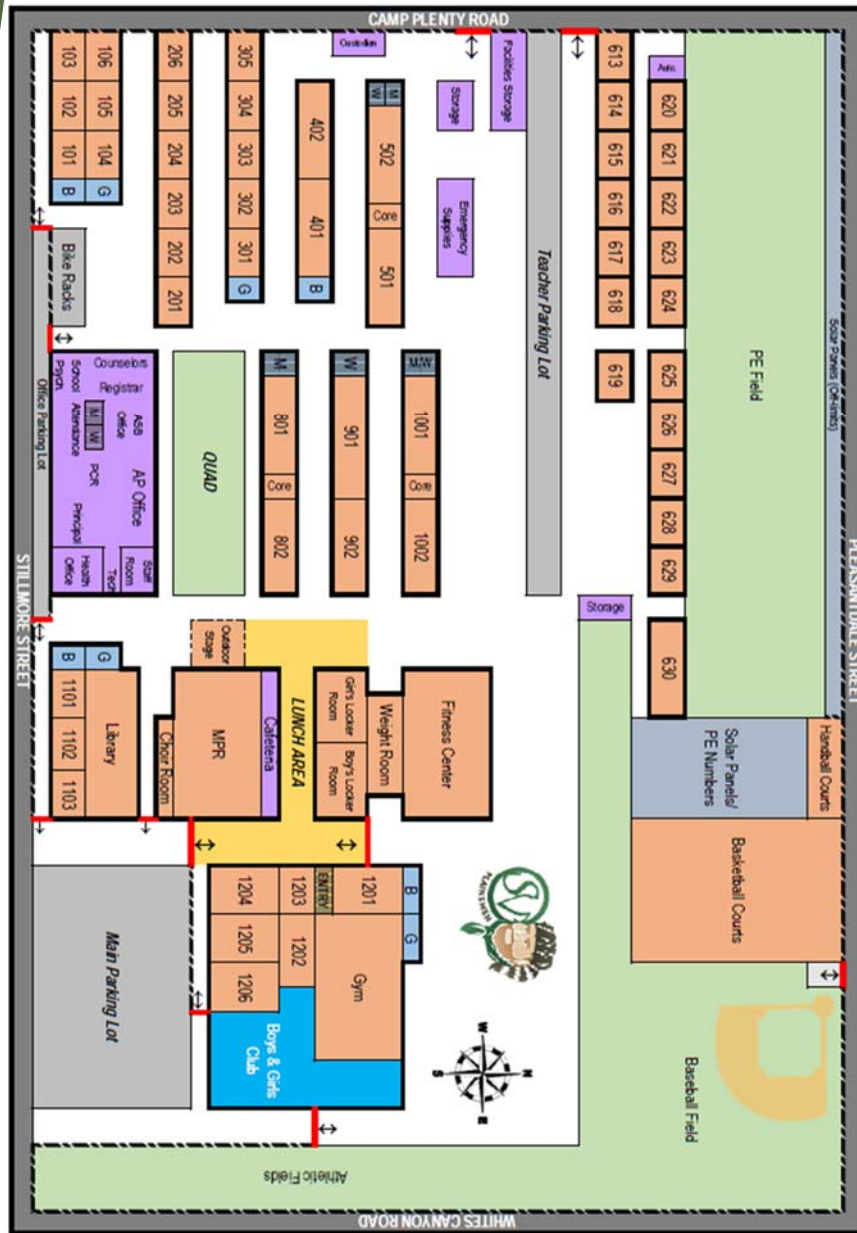 CAMP PLENTY ROAD
103
106
102
105
101
104
B
G
206
205
204
203
202
201
305
304
303
302
301
G
Custodian
402
401
B
W
M
502
Core
501
Facilities Storage
Storage
Emergency
Supplies
Teacher Parking Lot
613
614
615
616
617
618
619
620
621
622
623
624
625
626
627
628
629
630
PE Field
Solar Panels (Off-limits)
PLEASANTDALE STREET
Bike Racks
Office Parking Lot
STILLMORE STREET
Counselors
Registrar
School
Psych.
ASB
Office
M
W
Attendance
PCR
AP Office
Principal
Staff
Room
Tech
Health
Office
QUAD
M
801
Core
802
W
901
902
M/W
1001
Core
1002
Storage
Outdoor
Stage
LUNCH AREA
B
G
1101
1102
1103
Library
MPR
Choir Room
Cafeteria
Girl's Locker
Room
Boy's Locker
Room
Weight Room
Fitness Center
Handball Courts
Solar Panels/
PE Numbers
Basketball Courts
Main Parking Lot
1204
1205
1206
1203
1202
ENTRY
1201
B
G
Gym
Boys & Girls
Club
SV
PLAINSMEN
W
N
S
E
Baseball Field
Athletic Fields
WHITES CANYON ROAD